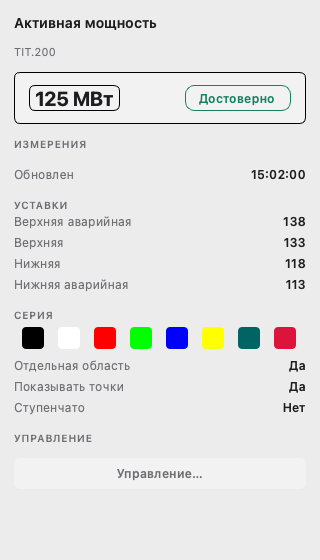 Активная мощность
TIT.200
125 МВт Достоверно
ИЗМЕРЕНИЯ
Обновлен 15:02:00
УСТАВКИ
Верхняя аварийная 138
Верхняя 133
Нижняя 118
Нижняя аварийная 113
СЕРИЯ
Отдельная область Да
Показывать точки Да
Ступенчато Нет
УПРАВЛЕНИЕ
Управление...